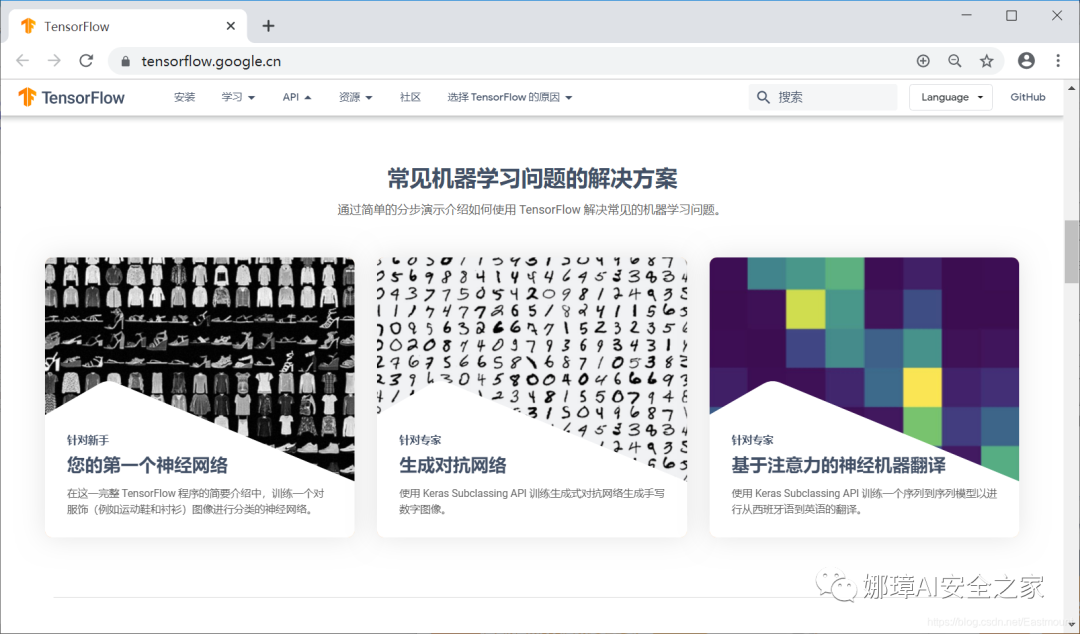 TensorFlow
tensorflow.google.cn
TensorFlow 安装 学习 API 资源 社区 选择 TensorFlow 的原因 搜索 Language GitHub
常见机器学习问题的解决方案
通过简单的分步演示介绍如何使用 TensorFlow 解决常见的机器学习问题。
针对新手
您的第一个神经网络
在这一完整 TensorFlow 程序的简要介绍中，训练一个对
服饰（例如运动鞋和衬衫）图像进行分类的神经网络。
针对专家
生成对抗网络
使用 Keras Subclassing API 训练生成式对抗网络生成手写
数字图像。
针对专家
基于注意力的神经机器翻译
使用 Keras Subclassing API 训练一个序列到序列模型以进
行从西班牙语到英语的翻译。
娜璋AI安全之家